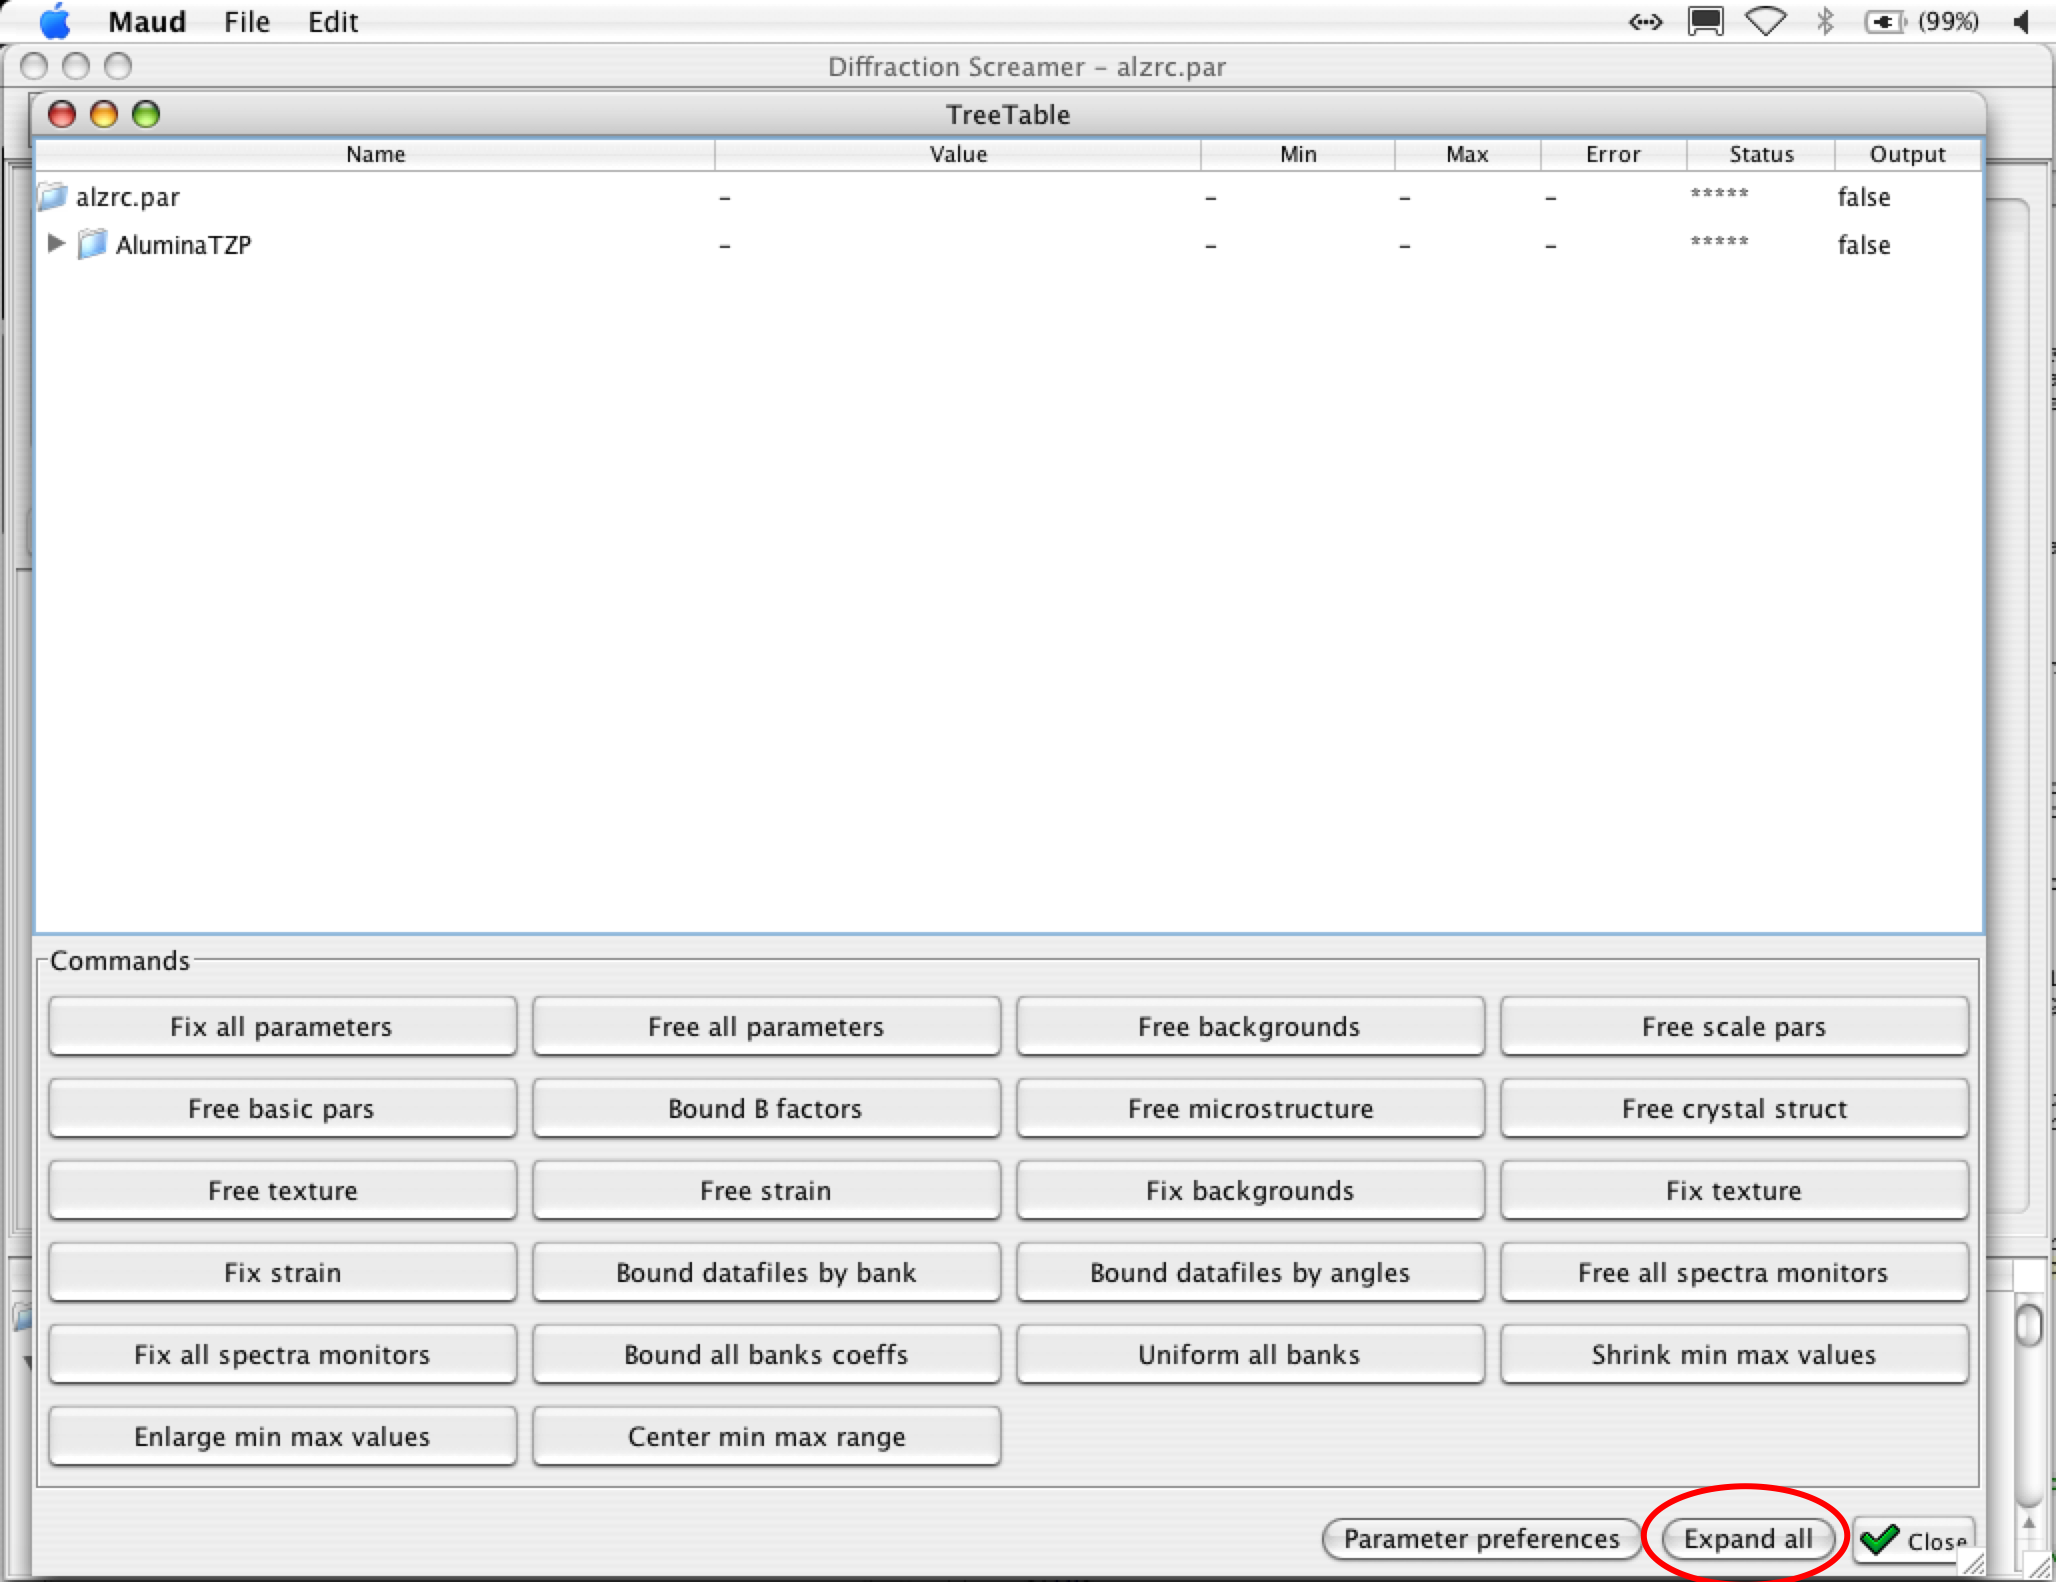 Maud File Edit (99%)
Diffraction Screamer – alzrc.par
TreeTable
Name Value Min Max Error Status Output
alzrc.par – – – – ***** false
AluminaTZP – – – – ***** false
Commands
Fix all parameters Free all parameters Free backgrounds Free scale pars
Free basic pars Bound B factors Free microstructure Free crystal struct
Free texture Free strain Fix backgrounds Fix texture
Fix strain Bound datafiles by bank Bound datafiles by angles Free all spectra monitors
Fix all spectra monitors Bound all banks coeffs Uniform all banks Shrink min max values
Enlarge min max values Center min max range
Parameter preferences Expand all Close